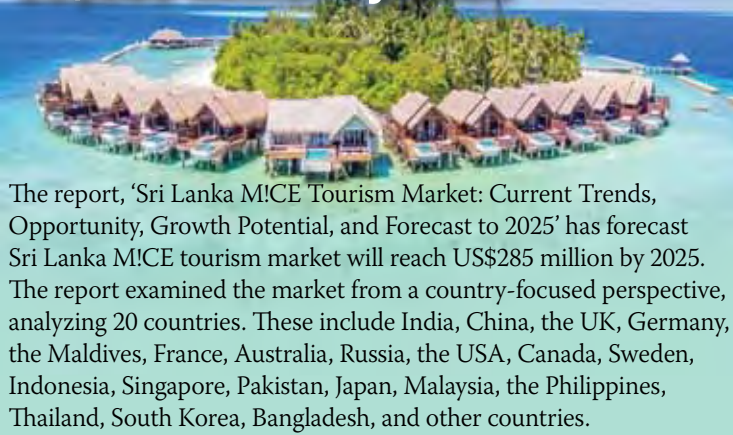 The report, ‘Sri Lanka M!CE Tourism Market: Current Trends,
Opportunity, Growth Potential, and Forecast to 2025’ has forecast
Sri Lanka M!CE tourism market will reach US$285 million by 2025.
The report examined the market from a country-focused perspective,
analyzing 20 countries. These include India, China, the UK, Germany,
the Maldives, France, Australia, Russia, the USA, Canada, Sweden,
Indonesia, Singapore, Pakistan, Japan, Malaysia, the Philippines,
Thailand, South Korea, Bangladesh, and other countries.